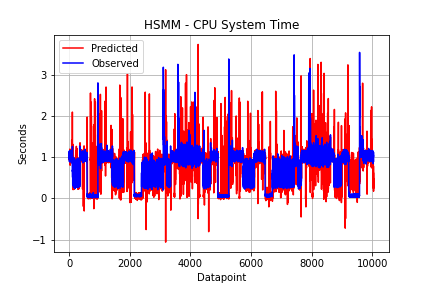 HSMM - CPU System Time
Predicted
Observed
3
2
1
0
−1
Seconds
0 2000 4000 6000 8000 10000
Datapoint